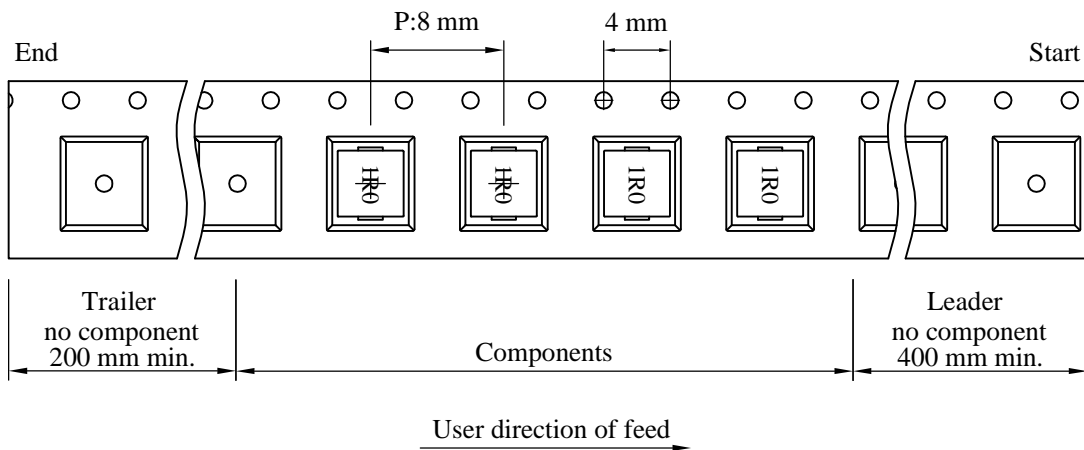 P:8 mm
4 mm
End
Start
1R0
1R0
1R0
1R0
Trailer
no component
200 mm min.
Components
Leader
no component
400 mm min.
User direction of feed